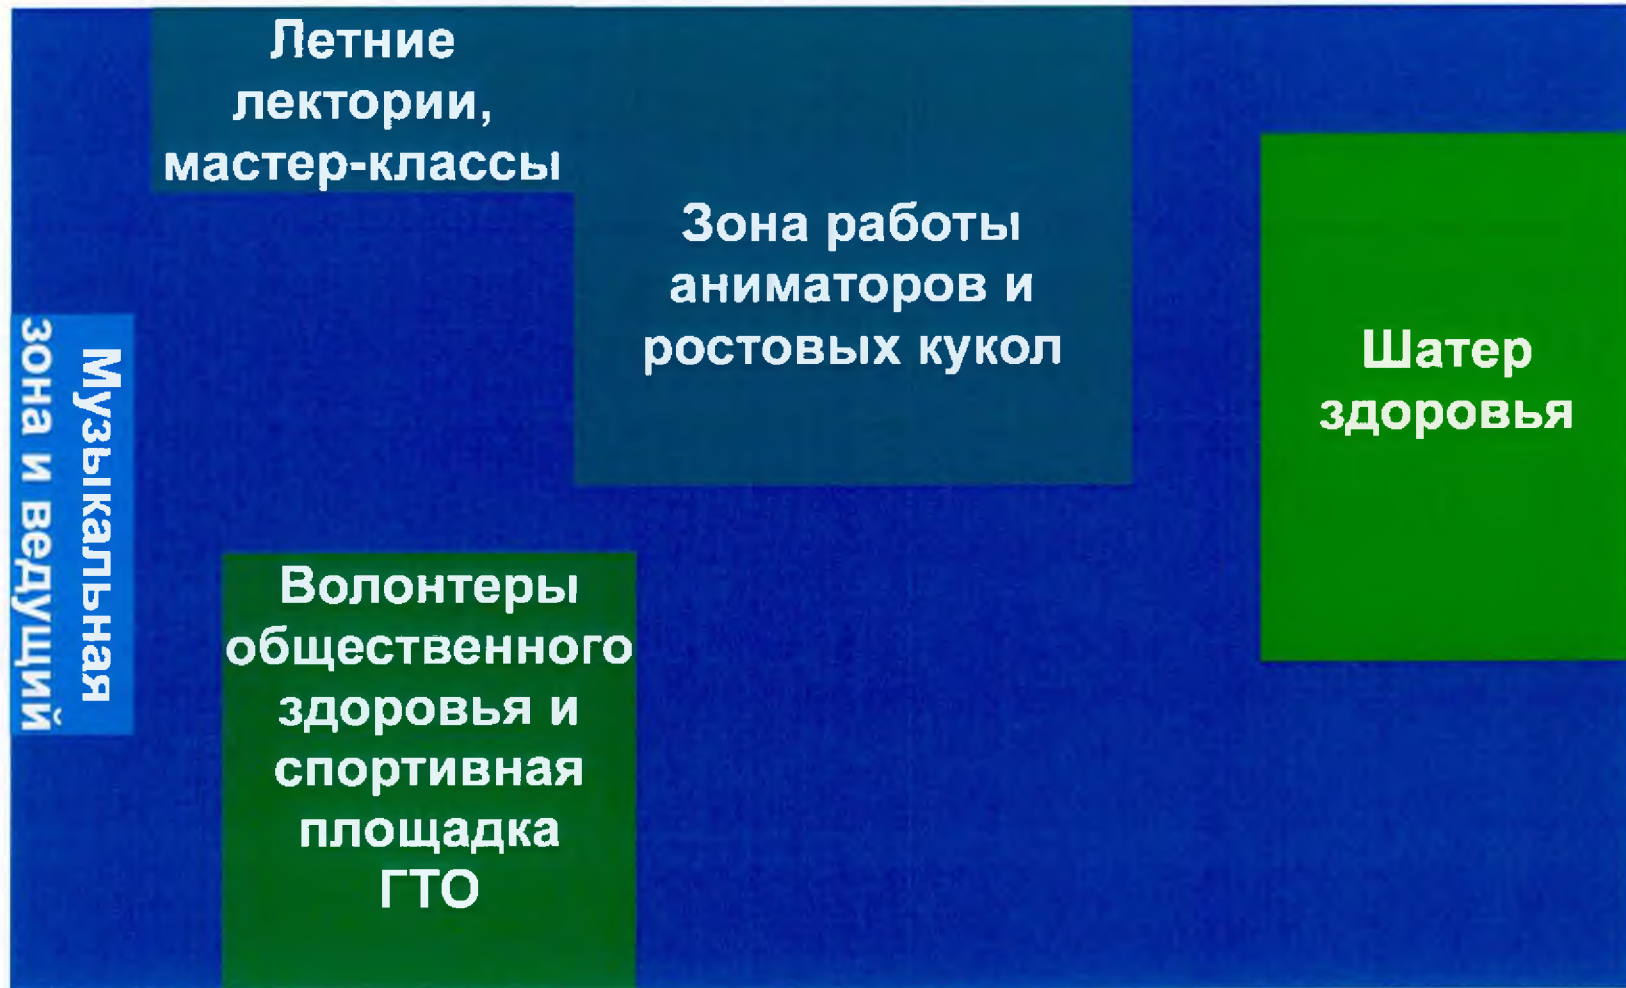 Летние
лектории,
мастер-классы
Зона работы
аниматоров и
ростовых кукол
Шатер
здоровья
Музыкальная
зона и ведущий
Волонтеры
общественного
здоровья и
спортивная
площадка
ГТО